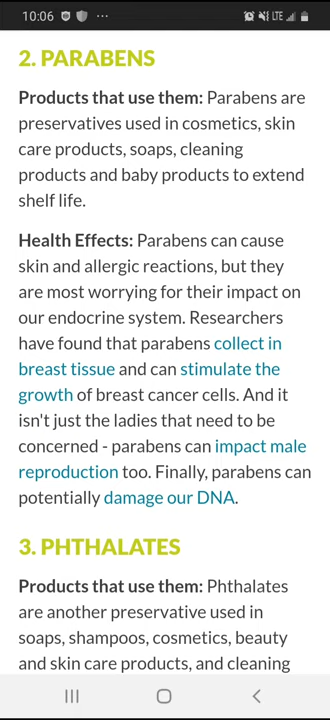 10:06 ... LTE
2. PARABENS
Products that use them: Parabens are
preservatives used in cosmetics, skin
care products, soaps, cleaning
products and baby products to extend
shelf life.
Health Effects: Parabens can cause
skin and allergic reactions, but they
are most worrying for their impact on
our endocrine system. Researchers
have found that parabens collect in
breast tissue and can stimulate the
growth of breast cancer cells. And it
isn't just the ladies that need to be
concerned - parabens can impact male
reproduction too. Finally, parabens can
potentially damage our DNA.
3. PHTHALATES
Products that use them: Phthalates
are another preservative used in
soaps, shampoos, cosmetics, beauty
and skin care products, and cleaning